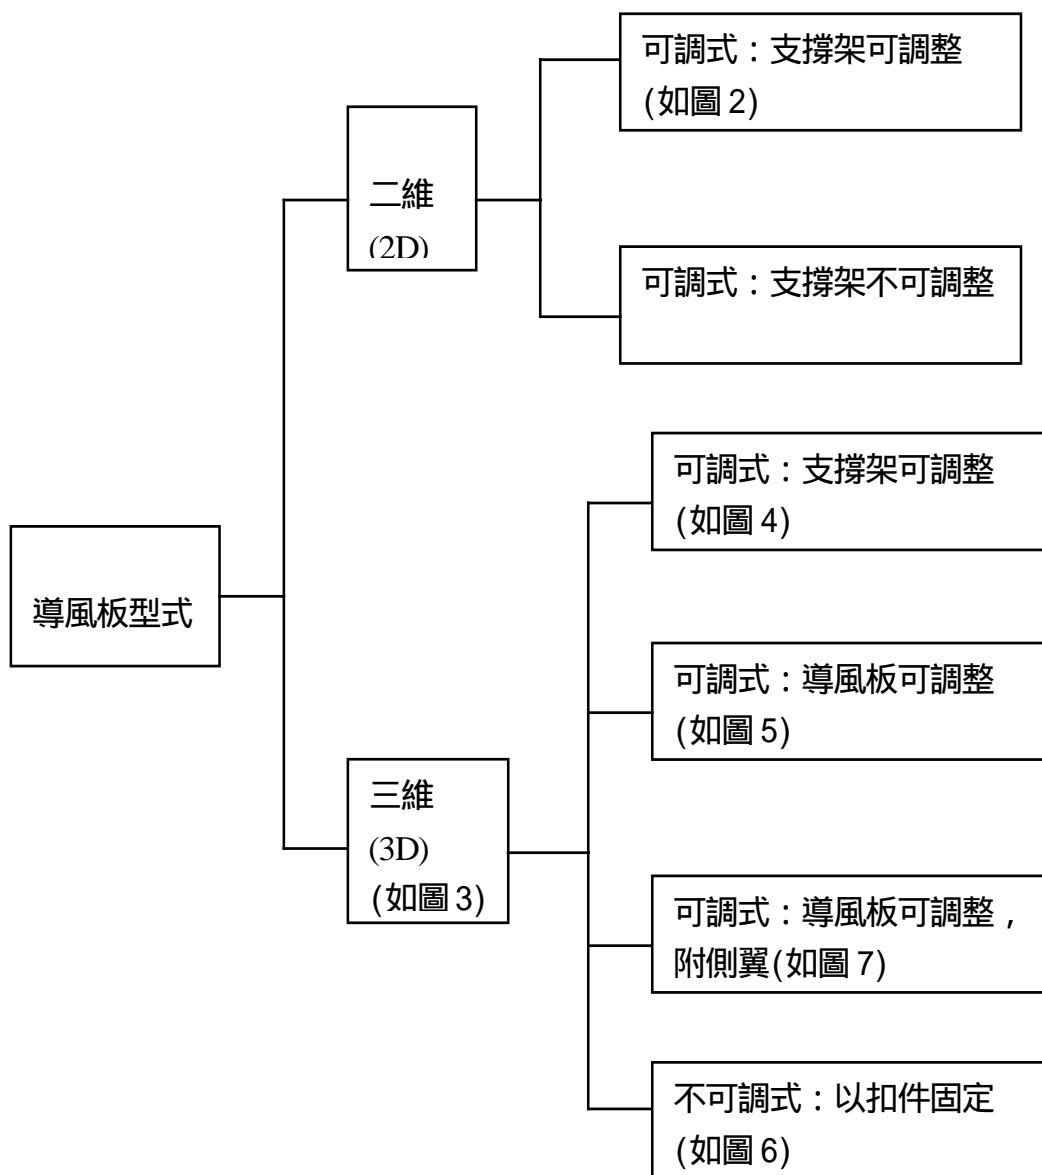 可調式：支撐架可調整
(如圖 2)
二維
(2D)
可調式：支撐架不可調整
可調式：支撐架可調整
(如圖 4)
導風板型式
可調式：導風板可調整
(如圖 5)
三維
(3D)
(如圖 3)
可調式：導風板可調整，
附側翼(如圖 7)
不可調式：以扣件固定
(如圖 6)